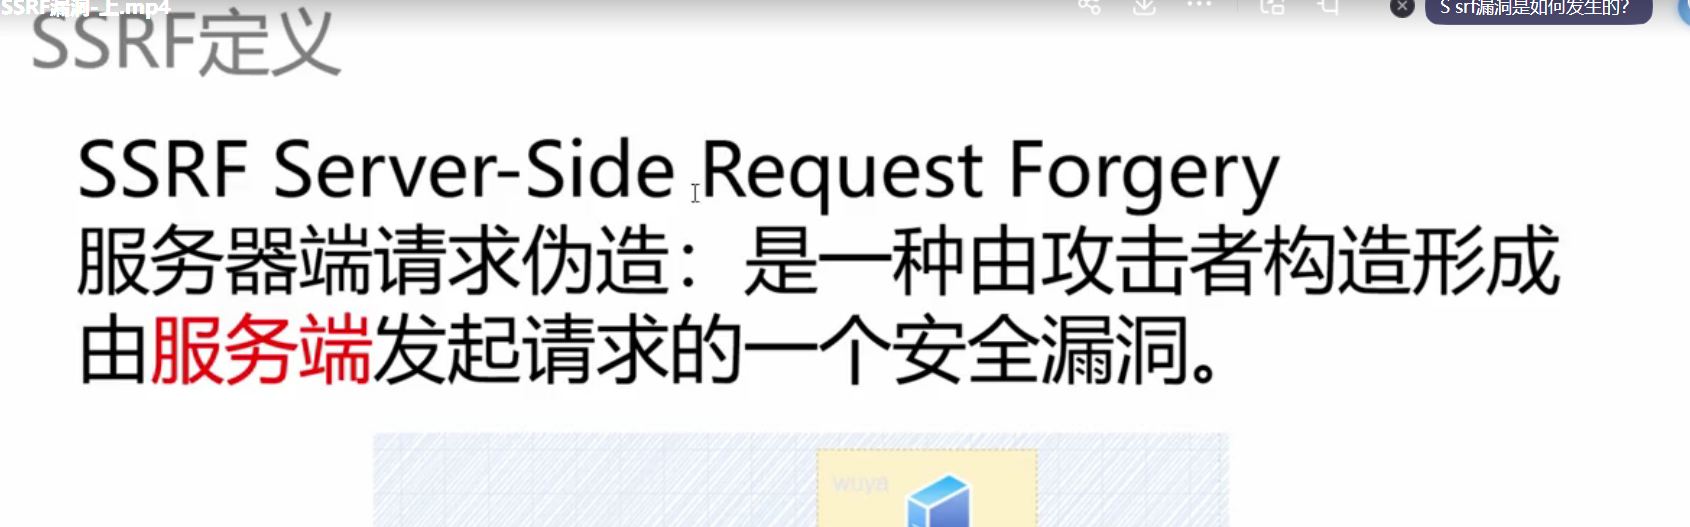 SSRF漏洞-上.mp4
S srf漏洞是如何发生的?
SSRF定义
SSRF Server-Side Request Forgery
服务器端请求伪造：是一种由攻击者构造形成
由服务端发起请求的一个安全漏洞。
wuya